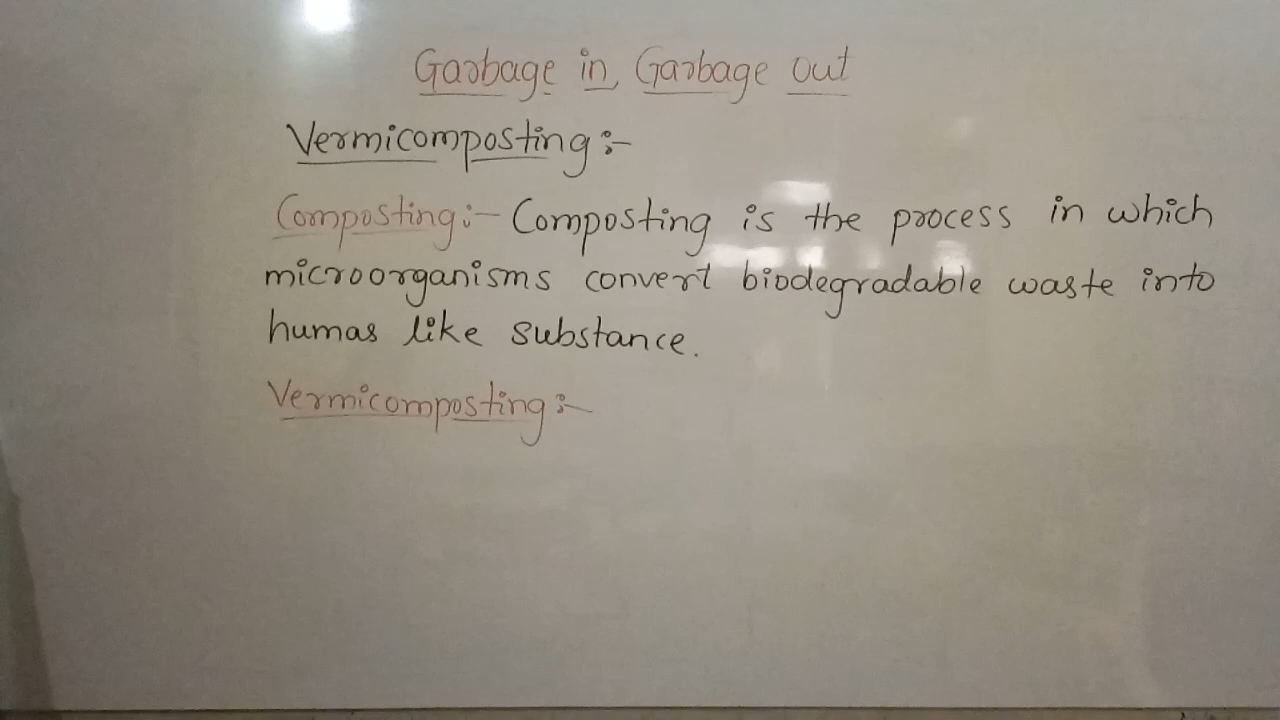 Garbage in, Garbage out
Vermicomposting :-
Composting :- Composting is the process in which
microorganisms convert biodegradable waste into
humas like substance.
Vermicomposting :-